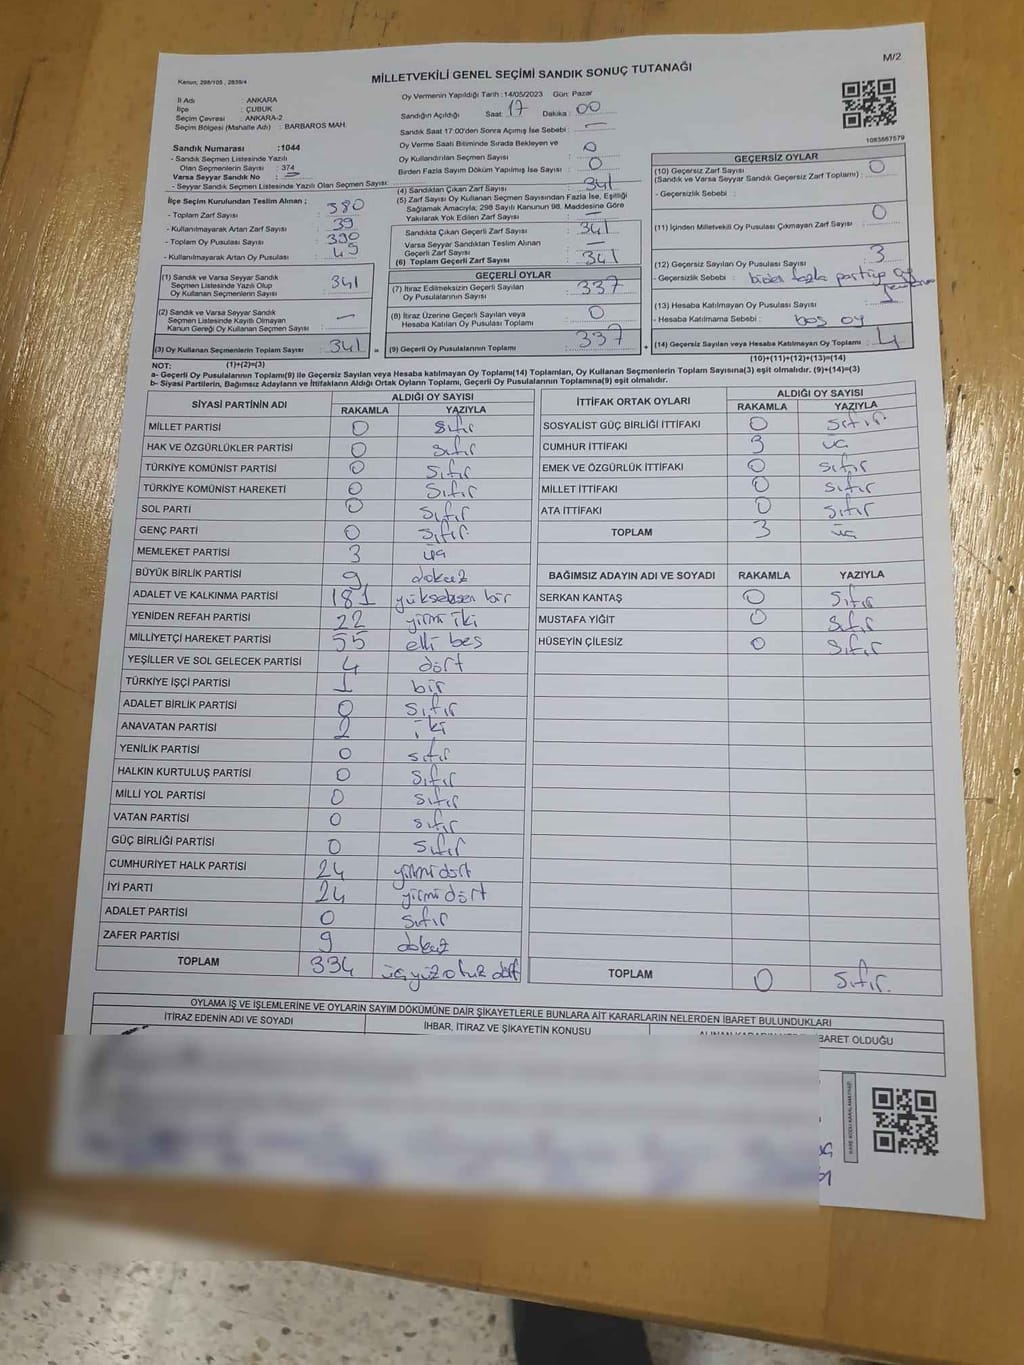 M/2
Kanun, 298/105 , 2839/4
MİLLETVEKİLİ GENEL SEÇİMİ SANDIK SONUÇ TUTANAĞI
İl Adı : ANKARA
İlçe : ÇUBUK
Seçim Çevresi : ANKARA-2
Seçim Bölgesi (Mahalle Adı) : BARBAROS MAH.
Oy Vermenin Yapıldığı Tarih : 14/05/2023 Gün: Pazar
Sandığın Açıldığı Saat : 17 Dakika : 00
Sandık Saat 17:00'den Sonra Açımış İse Sebebi : —
Oy Verme Saati Bitiminde Sırada Bekleyen ve
Oy Kullandırılan Seçmen Sayısı : 0
Birden Fazla Sayım Döküm Yapılmış İse Sayısı : 0
1083667579
Sandık Numarası :1044
- Sandık Seçmen Listesinde Yazılı
Olan Seçmenlerin Sayısı : 374
Varsa Seyyar Sandık No :
- Seyyar Sandık Seçmen Listesinde Yazılı Olan Seçmen Sayısı:
İlçe Seçim Kurulundan Teslim Alınan ;
- Toplam Zarf Sayısı : 380
- Kullanılmayarak Artan Zarf Sayısı : 39
- Toplam Oy Pusulası Sayısı : 390
- Kullanılmayarak Artan Oy Pusulası : 49
(1) Sandık ve Varsa Seyyar Sandık
Seçmen Listesinde Yazılı Olup
Oy Kullanan Seçmenlerin Sayısı : 341
(2) Sandık ve Varsa Seyyar Sandık
Seçmen Listesinde Kayıtlı Olmayan
Kanun Gereği Oy Kullanan Seçmen Sayısı : —
(3) Oy Kullanan Seçmenlerin Toplam Sayısı : 341 =
(4) Sandıktan Çıkan Zarf Sayısı : 341
(5) Zarf Sayısı Oy Kullanan Seçmen Sayısından Fazla İse, Eşitliği
Sağlamak Amacıyla; 298 Sayılı Kanunun 98. Maddesine Göre
Yakılarak Yok Edilen Zarf Sayısı : —
Sandıkta Çıkan Geçerli Zarf Sayısı : 341
Varsa Seyyar Sandıktan Teslim Alınan
Geçerli Zarf Sayısı : —
(6) Toplam Geçerli Zarf Sayısı : 341
GEÇERLİ OYLAR
(7) İtiraz Edilmeksizin Geçerli Sayılan
Oy Pusulalarının Sayısı : 337
(8) İtiraz Üzerine Geçerli Sayılan veya
Hesaba Katılan Oy Pusulası Toplamı : 0
(9) Geçerli Oy Pusulalarının Toplamı : 337 +
GEÇERSİZ OYLAR
(10) Geçersiz Zarf Sayısı
(Sandık ve Varsa Seyyar Sandık Geçersiz Zarf Toplamı) : 0
- Geçersizlik Sebebi :
(11) İçinden Milletvekili Oy Pusulası Çıkmayan Zarf Sayısı : 0
(12) Geçersiz Sayılan Oy Pusulası Sayısı : 3
- Geçersizlik Sebebi : birden fazla partiye oy
(13) Hesaba Katılmayan Oy Pusulası Sayısı : 1
- Hesaba Katılmama Sebebi : boş oy
(14) Geçersiz Sayılan veya Hesaba Katılmayan Oy Toplamı : 4
NOT: (1)+(2)=(3) (10)+(11)+(12)+(13)=(14)
a- Geçerli Oy Pusulalarının Toplamı(9) ile Geçersiz Sayılan veya Hesaba katılmayan Oy Toplamı(14) Toplamları, Oy Kullanan Seçmenlerin Toplam Sayısına(3) eşit olmalıdır. (9)+(14)=(3)
b- Siyasi Partilerin, Bağımsız Adayların ve İttifakların Aldığı Ortak Oyların Toplamı, Geçerli Oy Pusulalarının Toplamına(9) eşit olmalıdır.
SİYASİ PARTİNİN ADI ALDIĞI OY SAYISI
RAKAMLA YAZIYLA
MİLLET PARTİSİ 0 sıfır
HAK VE ÖZGÜRLÜKLER PARTİSİ 0 sıfır
TÜRKİYE KOMÜNİST PARTİSİ 0 sıfır
TÜRKİYE KOMÜNİST HAREKETİ 0 sıfır
SOL PARTİ 0 sıfır
GENÇ PARTİ 0 sıfır
MEMLEKET PARTİSİ 3 üç
BÜYÜK BİRLİK PARTİSİ 9 dokuz
ADALET VE KALKINMA PARTİSİ 181 yükseksen bir
YENİDEN REFAH PARTİSİ 22 yirmi iki
MİLLİYETÇİ HAREKET PARTİSİ 55 elli beş
YEŞİLLER VE SOL GELECEK PARTİSİ 4 dört
TÜRKİYE İŞÇİ PARTİSİ 1 bir
ADALET BİRLİK PARTİSİ 0 sıfır
ANAVATAN PARTİSİ 2 iki
YENİLİK PARTİSİ 0 sıfır
HALKIN KURTULUŞ PARTİSİ 0 sıfır
MİLLİ YOL PARTİSİ 0 sıfır
VATAN PARTİSİ 0 sıfır
GÜÇ BİRLİĞİ PARTİSİ 0 sıfır
CUMHURİYET HALK PARTİSİ 24 yirmi dört
İYİ PARTİ 24 yirmi dört
ADALET PARTİSİ 0 sıfır
ZAFER PARTİSİ 9 dokuz
TOPLAM 334 üç yüz otuz dört
İTTİFAK ORTAK OYLARI ALDIĞI OY SAYISI
RAKAMLA YAZIYLA
SOSYALİST GÜÇ BİRLİĞİ İTTİFAKI 0 sıfır
CUMHUR İTTİFAKI 3 üç
EMEK VE ÖZGÜRLÜK İTTİFAKI 0 sıfır
MİLLET İTTİFAKI 0 sıfır
ATA İTTİFAKI 0 sıfır
TOPLAM 3 üç
BAĞIMSIZ ADAYIN ADI VE SOYADI RAKAMLA YAZIYLA
SERKAN KANTAŞ 0 sıfır
MUSTAFA YİĞİT 0 sıfır
HÜSEYİN ÇİLESİZ 0 sıfır
TOPLAM 0 sıfır.
OYLAMA İŞ VE İŞLEMLERİNE VE OYLARIN SAYIM DÖKÜMÜNE DAİR ŞİKAYETLERLE BUNLARA AİT KARARLARIN NELERDEN İBARET BULUNDUKLARI
İTİRAZ EDENİN ADI VE SOYADI İHBAR, İTİRAZ VE ŞİKAYETİN KONUSU İBARET OLDUĞU
KARE KODU KARALAMAYINIZ!